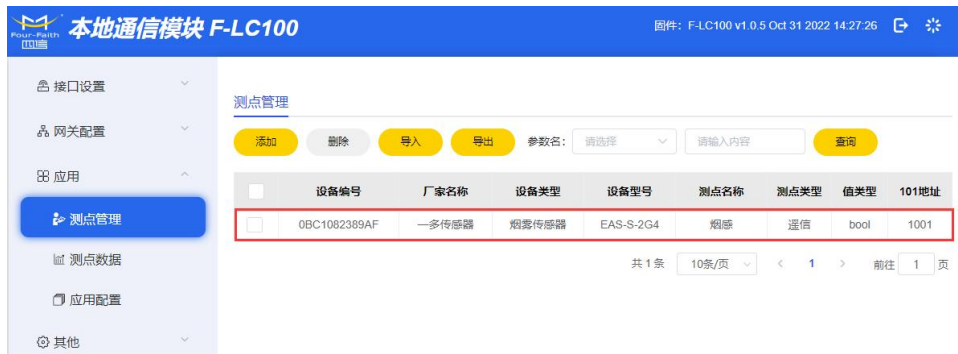 Four-Faith
四信
本地通信模块 F-LC100
固件：F-LC100 v1.0.5 Oct 31 2022 14:27:26
接口设置
网关配置
应用
测点管理
测点数据
应用配置
其他
测点管理
添加 删除 导入 导出 参数名： 请选择 请输入内容 查询
设备编号 厂家名称 设备类型 设备型号 测点名称 测点类型 值类型 101地址
0BC1082389AF 一多传感器 烟雾传感器 EAS-S-2G4 烟感 遥信 bool 1001
共 1 条 10条/页 < 1 > 前往 1 页